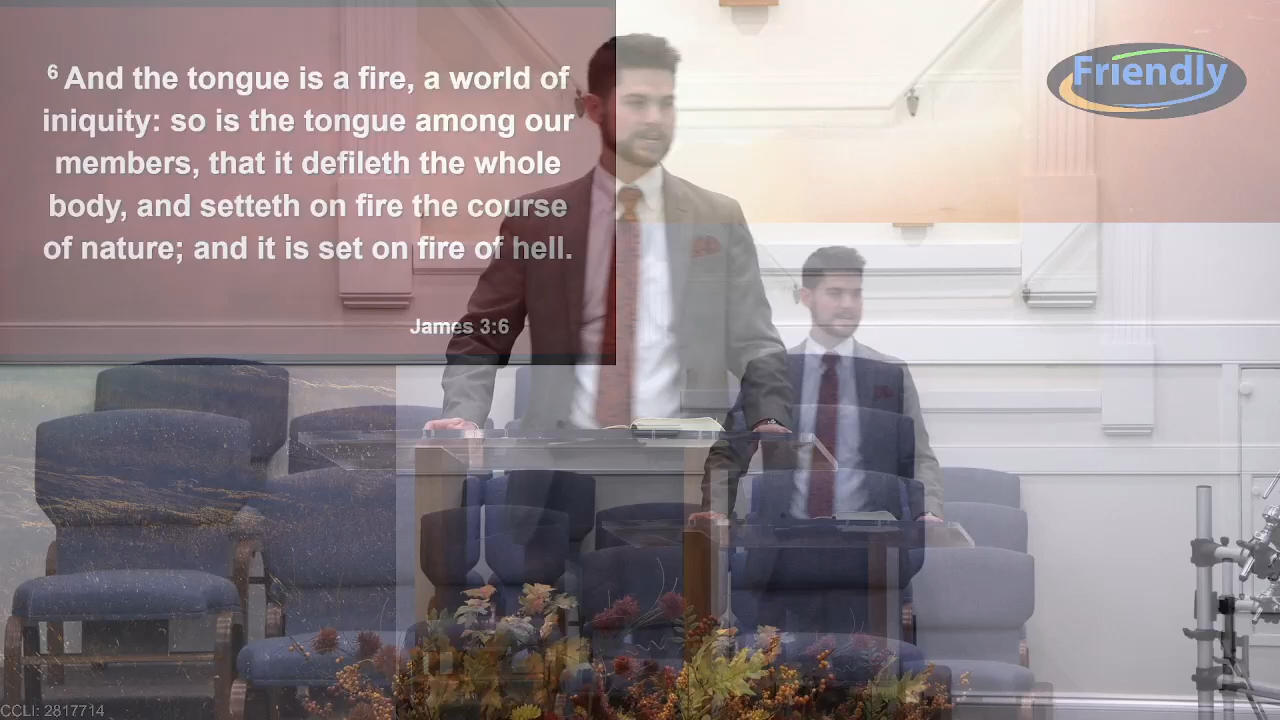 6 And the tongue is a fire, a world of
iniquity: so is the tongue among our
members, that it defileth the whole
body, and setteth on fire the course
of nature; and it is set on fire of hell.
James 3:6
Friendly
CCLI: 2817714